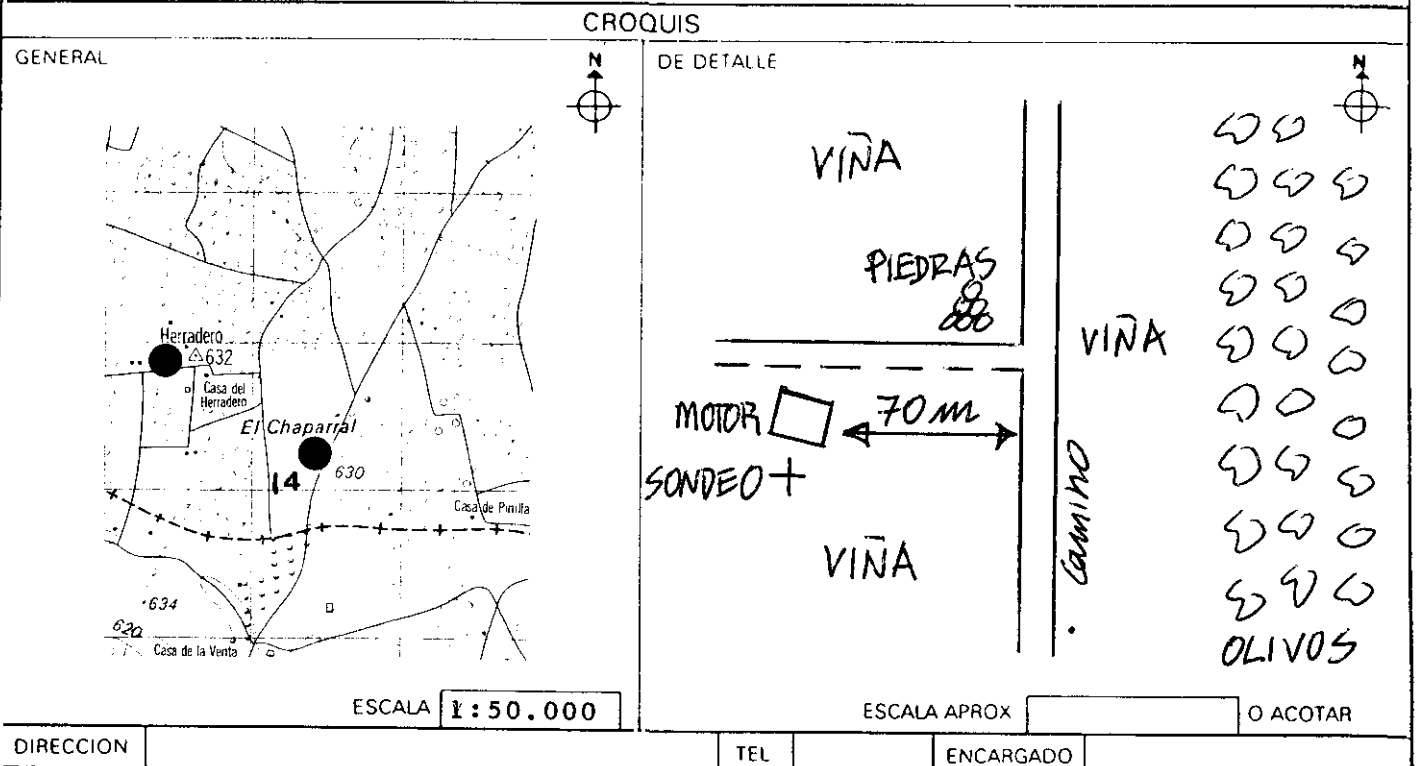 CROQUIS
GENERAL
N
Herradero
632
Casa del
Herradero
El Chaparral
14
630
Casa de Pinilla
634
620
Casa de la Venta
ESCALA 1:50.000
DE DETALLE
N
VIÑA
PIEDRAS
VIÑA
MOTOR
70 m
SONDEO
camino
VIÑA
OLIVOS
ESCALA APROX
O ACOTAR
DIRECCION
TEL
ENCARGADO